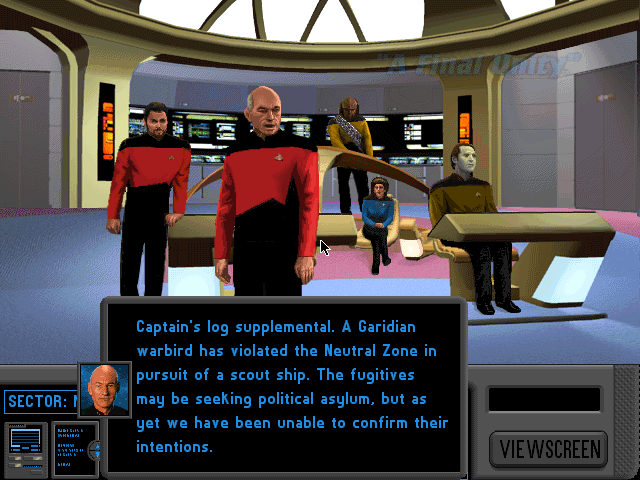 "A Final Unity"
Captain's log supplemental. A Garidian
warbird has violated the Neutral Zone in
pursuit of a scout ship. The fugitives
may be seeking political asylum, but as
yet we have been unable to confirm their
intentions.
SECTOR:
VIEWSCREEN